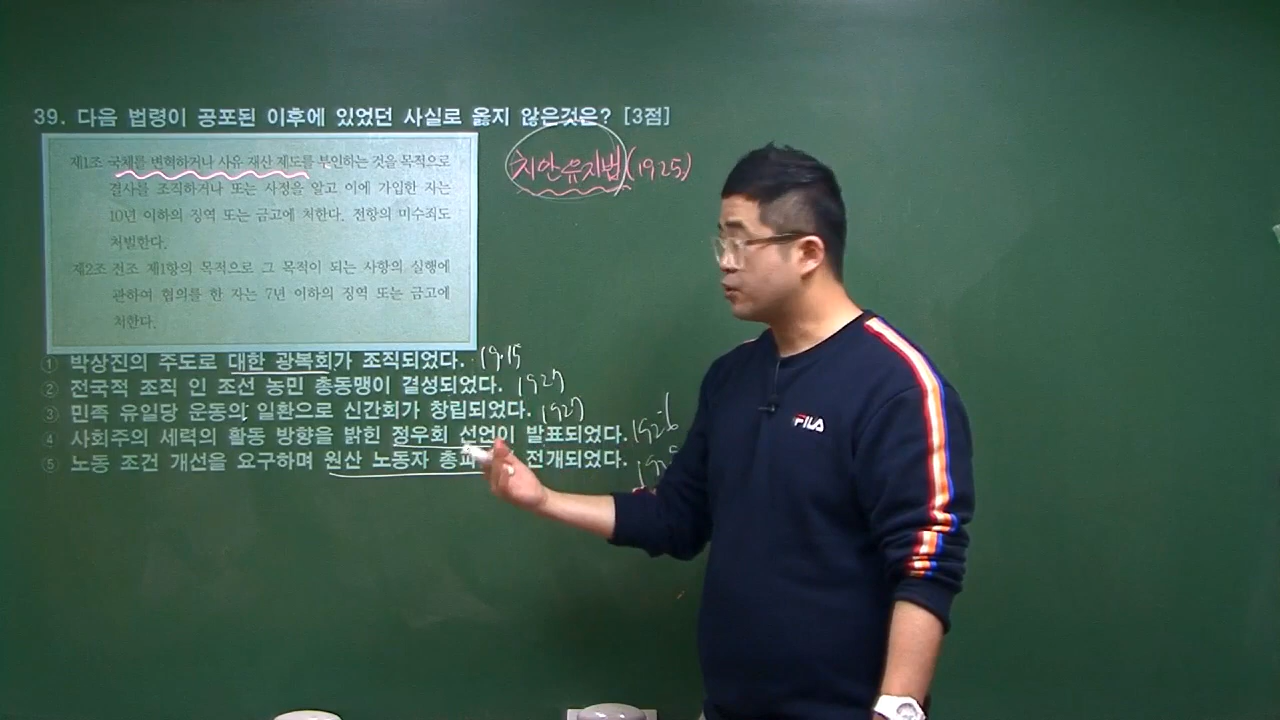 39. 다음 법령이 공포된 이후에 있었던 사실로 옳지 않은것은? [3점]
치안유지법(1925)
제1조 국체를 변혁하거나 사유 재산 제도를 부인하는 것을 목적으로
결사를 조직하거나 또는 사정을 알고 이에 가입한 자는
10년 이하의 징역 또는 금고에 처한다. 전항의 미수죄도
처벌한다.
제2조 전조 제1항의 목적으로 그 목적이 되는 사항의 실행에
관하여 협의를 한 자는 7년 이하의 징역 또는 금고에
처한다.
① 박상진의 주도로 대한 광복회가 조직되었다. 1915
② 전국적 조직 인 조선 농민 총동맹이 결성되었다. 1927
③ 민족 유일당 운동의 일환으로 신간회가 창립되었다. 1927
④ 사회주의 세력의 활동 방향을 밝힌 정우회 선언이 발표되었다. 1926
⑤ 노동 조건 개선을 요구하며 원산 노동자 전개되었다.
FILA